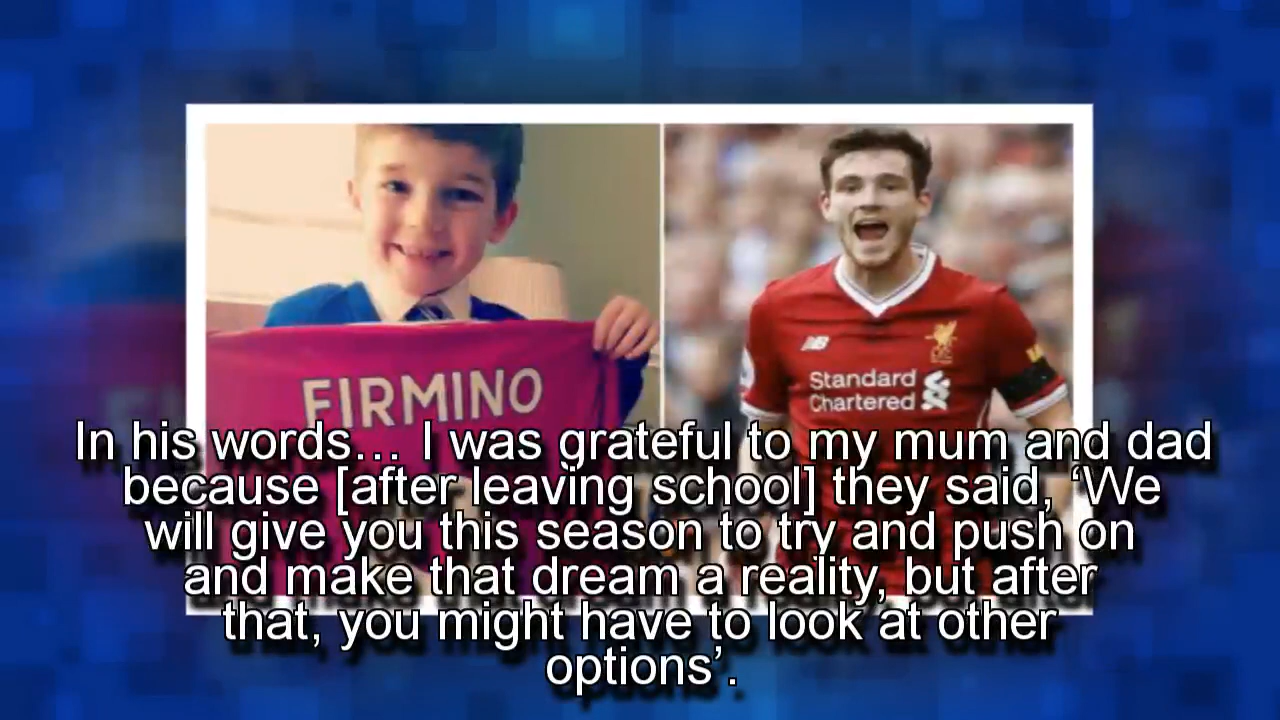 FIRMINO
NB
Standard
Chartered
In his words… I was grateful to my mum and dad
because [after leaving school] they said, ‘We
will give you this season to try and push on
and make that dream a reality, but after
that, you might have to look at other
options’.